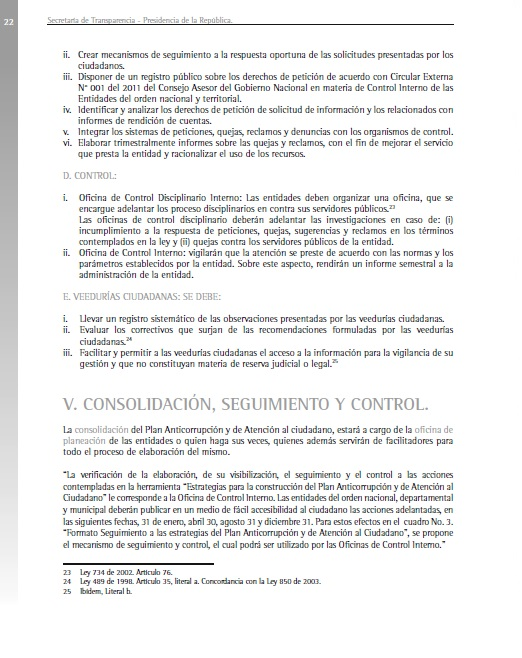 22
Secretaría de Transparencia - Presidencia de la República.
ii. Crear mecanismos de seguimiento a la respuesta oportuna de las solicitudes presentadas por los
ciudadanos.
iii. Disponer de un registro público sobre los derechos de petición de acuerdo con Circular Externa
N° 001 del 2011 del Consejo Asesor del Gobierno Nacional en materia de Control Interno de las
Entidades del orden nacional y territorial.
iv. Identificar y analizar los derechos de petición de solicitud de información y los relacionados con
informes de rendición de cuentas.
v. Integrar los sistemas de peticiones, quejas, reclamos y denuncias con los organismos de control.
vi. Elaborar trimestralmente informes sobre las quejas y reclamos, con el fin de mejorar el servicio
que presta la entidad y racionalizar el uso de los recursos.
D. CONTROL:
i. Oficina de Control Disciplinario Interno: Las entidades deben organizar una oficina, que se
encargue adelantar los proceso disciplinarios en contra sus servidores públicos.23
Las oficinas de control disciplinario deberán adelantar las investigaciones en caso de: (i)
incumplimiento a la respuesta de peticiones, quejas, sugerencias y reclamos en los términos
contemplados en la ley y (ii) quejas contra los servidores públicos de la entidad.
ii. Oficina de Control Interno: vigilarán que la atención se preste de acuerdo con las normas y los
parámetros establecidos por la entidad. Sobre este aspecto, rendirán un informe semestral a la
administración de la entidad.
E. VEEDURÍAS CIUDADANAS: SE DEBE:
i. Llevar un registro sistemático de las observaciones presentadas por las veedurías ciudadanas.
ii. Evaluar los correctivos que surjan de las recomendaciones formuladas por las veedurías
ciudadanas.24
iii. Facilitar y permitir a las veedurías ciudadanas el acceso a la información para la vigilancia de su
gestión y que no constituyan materia de reserva judicial o legal.25
V. CONSOLIDACIÓN, SEGUIMIENTO Y CONTROL.
La consolidación del Plan Anticorrupción y de Atención al ciudadano, estará a cargo de la oficina de
planeación de las entidades o quien haga sus veces, quienes además servirán de facilitadores para
todo el proceso de elaboración del mismo.
“La verificación de la elaboración, de su visibilización, el seguimiento y el control a las acciones
contempladas en la herramienta “Estrategias para la construcción del Plan Anticorrupción y de Atención al
Ciudadano” le corresponde a la Oficina de Control Interno. Las entidades del orden nacional, departamental
y municipal deberán publicar en un medio de fácil accesibilidad al ciudadano las acciones adelantadas, en
las siguientes fechas, 31 de enero, abril 30, agosto 31 y diciembre 31. Para estos efectos en el cuadro No. 3.
“Formato Seguimiento a las estrategias del Plan Anticorrupción y de Atención al Ciudadano”, se propone
el mecanismo de seguimiento y control, el cual podrá ser utilizado por las Oficinas de Control Interno.”
23 Ley 734 de 2002. Artículo 76.
24 Ley 489 de 1998. Artículo 35, literal a. Concordancia con la Ley 850 de 2003.
25 Ibídem, Literal b.